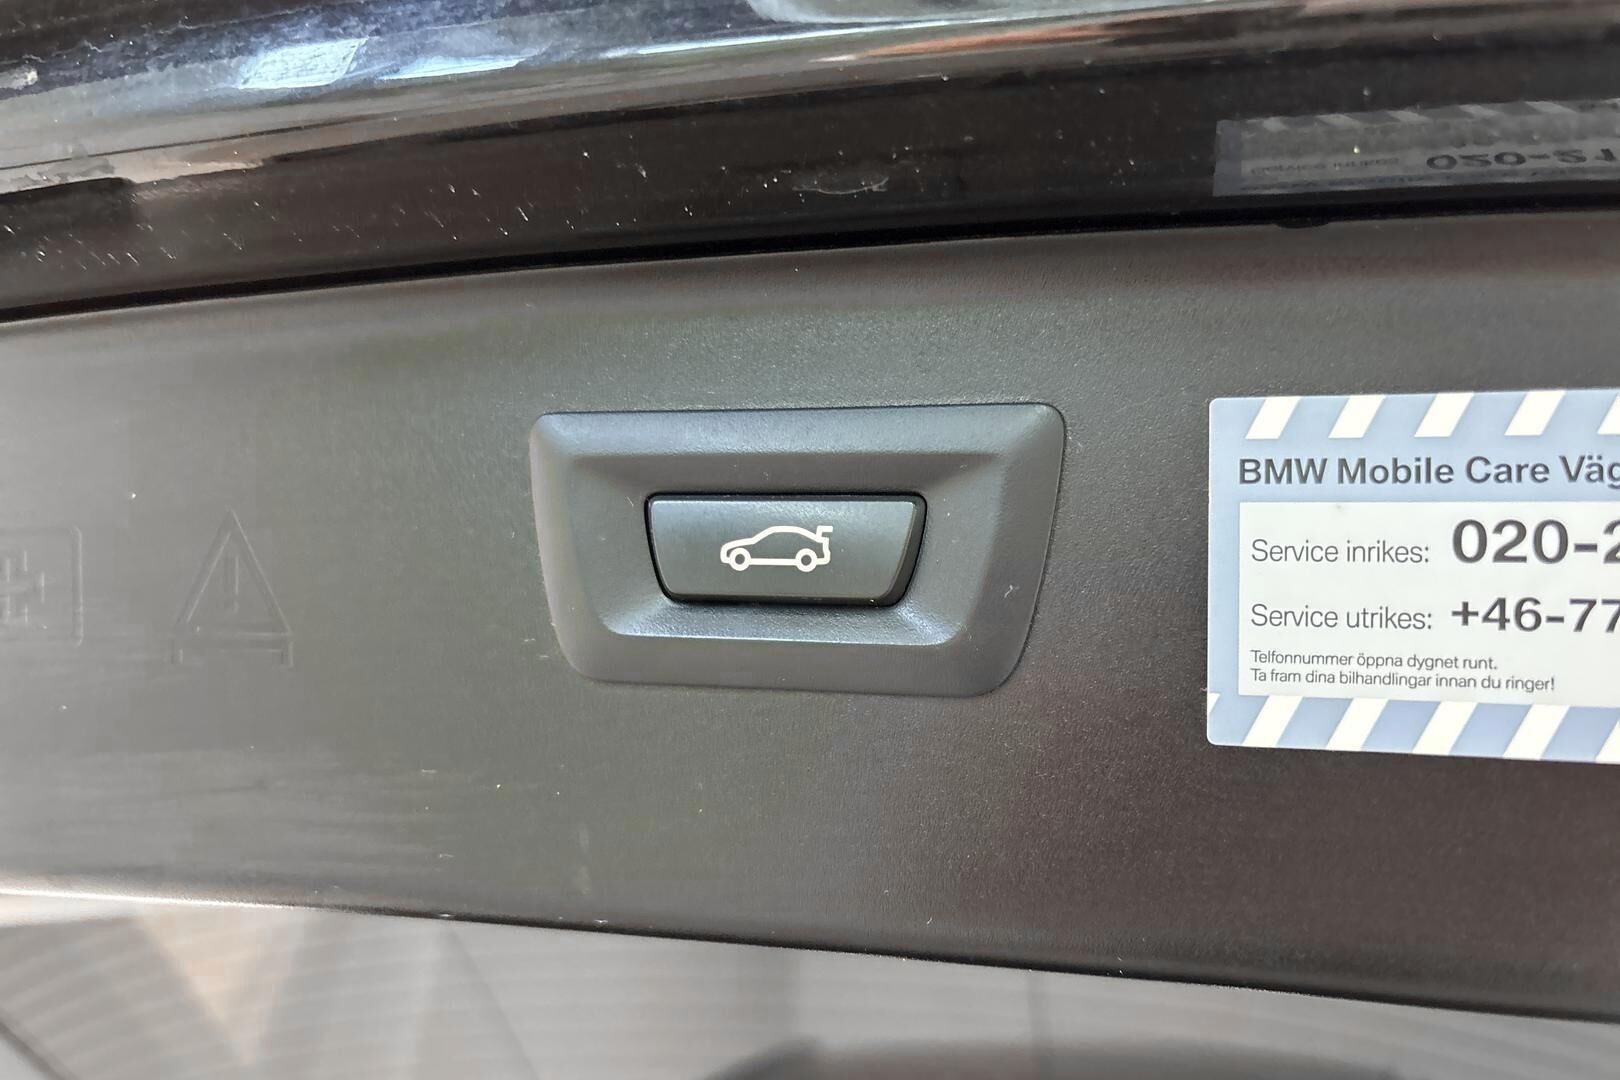 BMW Mobile Care Väg
Service inrikes: 020-2
Service utrikes: +46-77
Telfonnummer öppna dygnet runt.
Ta fram dina bilhandlingar innan du ringer!